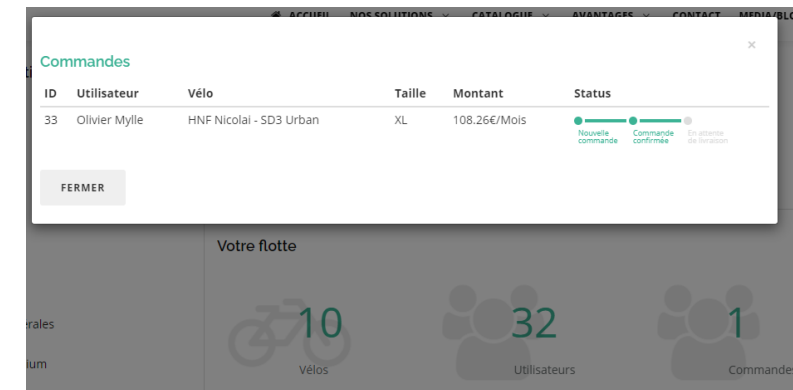 ACCUEIL NOS SOLUTIONS CATALOGUE AVANTAGES CONTACT
×
Commandes
ID Utilisateur Vélo Taille Montant Status
33 Olivier Mylle HNF Nicolai - SD3 Urban XL 108.26€/Mois
Nouvelle commande
Commande confirmée
En attente de livraison
FERMER
Votre flotte
10 32 1
Vélos Utilisateurs Commandes